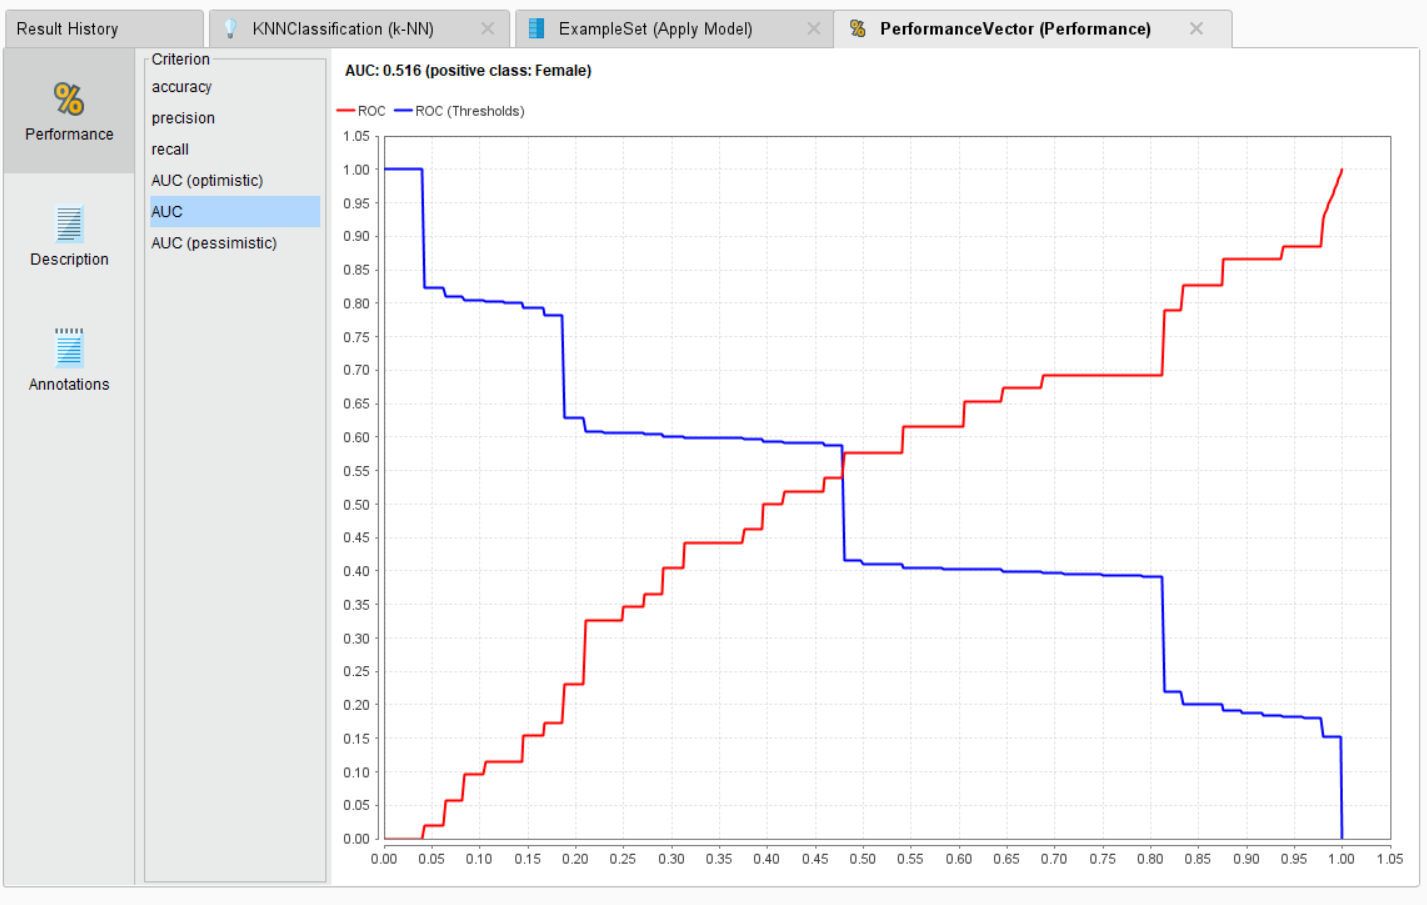 Result History
KNNClassification (k-NN)
ExampleSet (Apply Model)
PerformanceVector (Performance)
%
Performance
Description
Annotations
Criterion
accuracy
precision
recall
AUC (optimistic)
AUC
AUC (pessimistic)
AUC: 0.516 (positive class: Female)
ROC ROC (Thresholds)
1.05
1.00
0.95
0.90
0.85
0.80
0.75
0.70
0.65
0.60
0.55
0.50
0.45
0.40
0.35
0.30
0.25
0.20
0.15
0.10
0.05
0.00
0.00 0.05 0.10 0.15 0.20 0.25 0.30 0.35 0.40 0.45 0.50 0.55 0.60 0.65 0.70 0.75 0.80 0.85 0.90 0.95 1.00 1.05